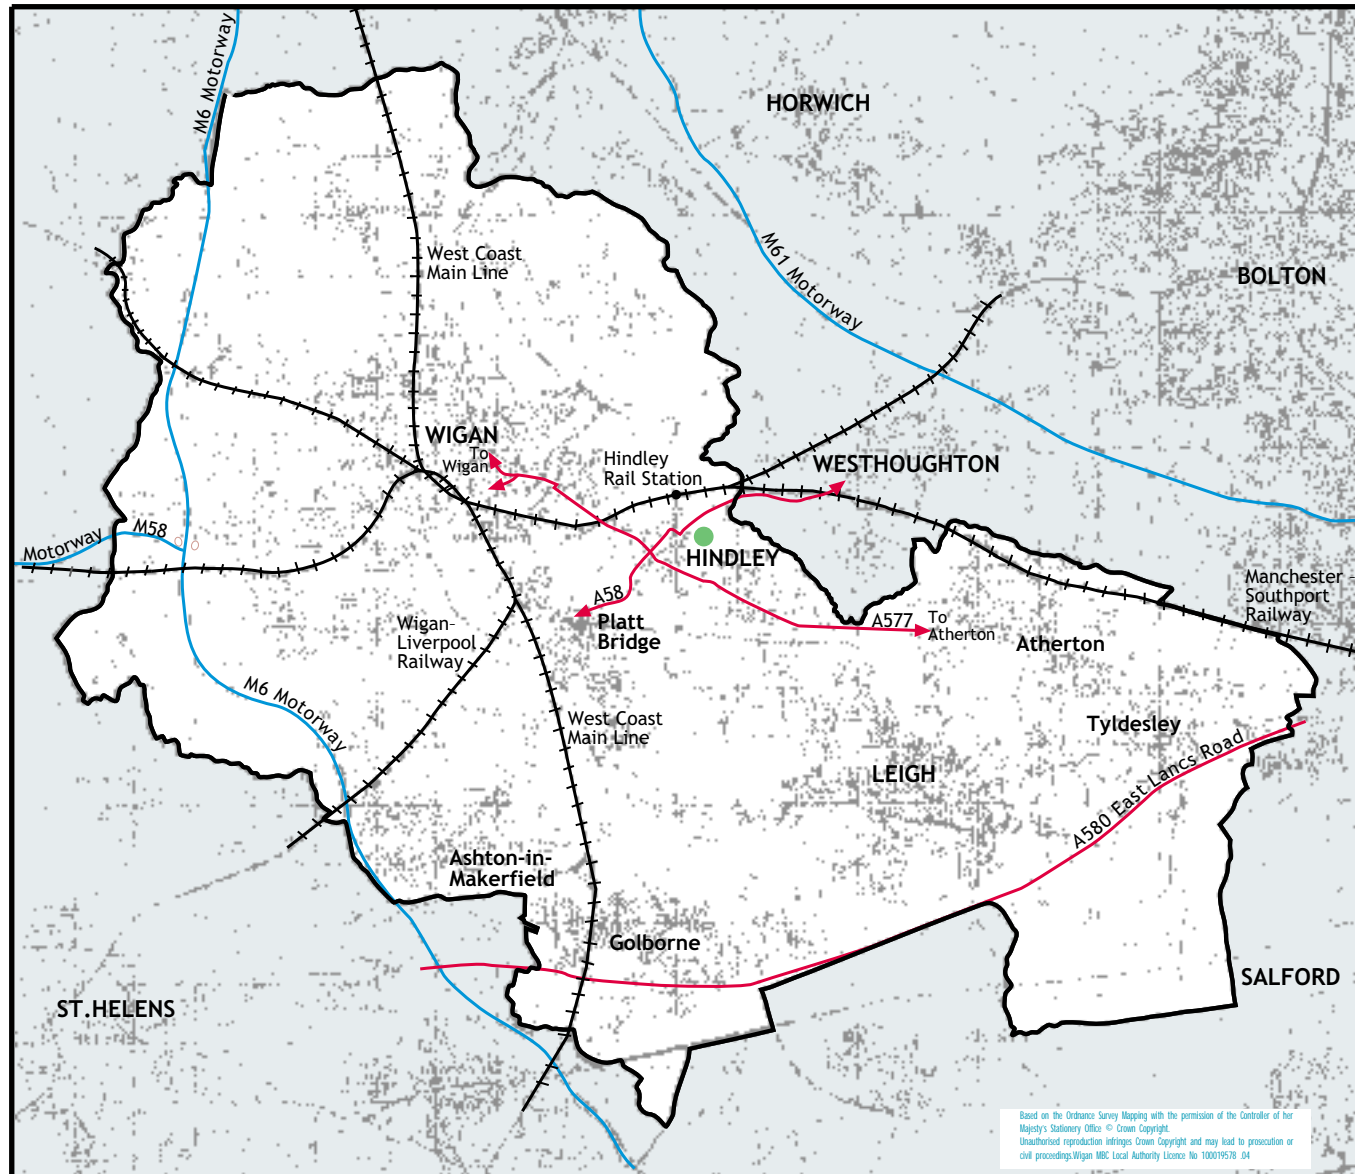 M6 Motorway
HORWICH
West Coast
Main Line
M61 Motorway
BOLTON
WIGAN
To
Wigan
Hindley
Rail Station
WESTHOUGHTON
Motorway
M58
HINDLEY
A58
Platt
Bridge
A577
To
Atherton
Atherton
Manchester –
Southport
Railway
Wigan–
Liverpool
Railway
M6 Motorway
West Coast
Main Line
Tyldesley
LEIGH
A580 East Lancs Road
Ashton-in-
Makerfield
Golborne
ST.HELENS
SALFORD
Based on the Ordnance Survey Mapping with the permission of the Controller of her
Majesty's Stationery Office © Crown Copyright.
Unauthorised reproduction infringes Crown Copyright and may lead to prosecution or
civil proceedings.Wigan MBC Local Authority Licence No 100019578 .04